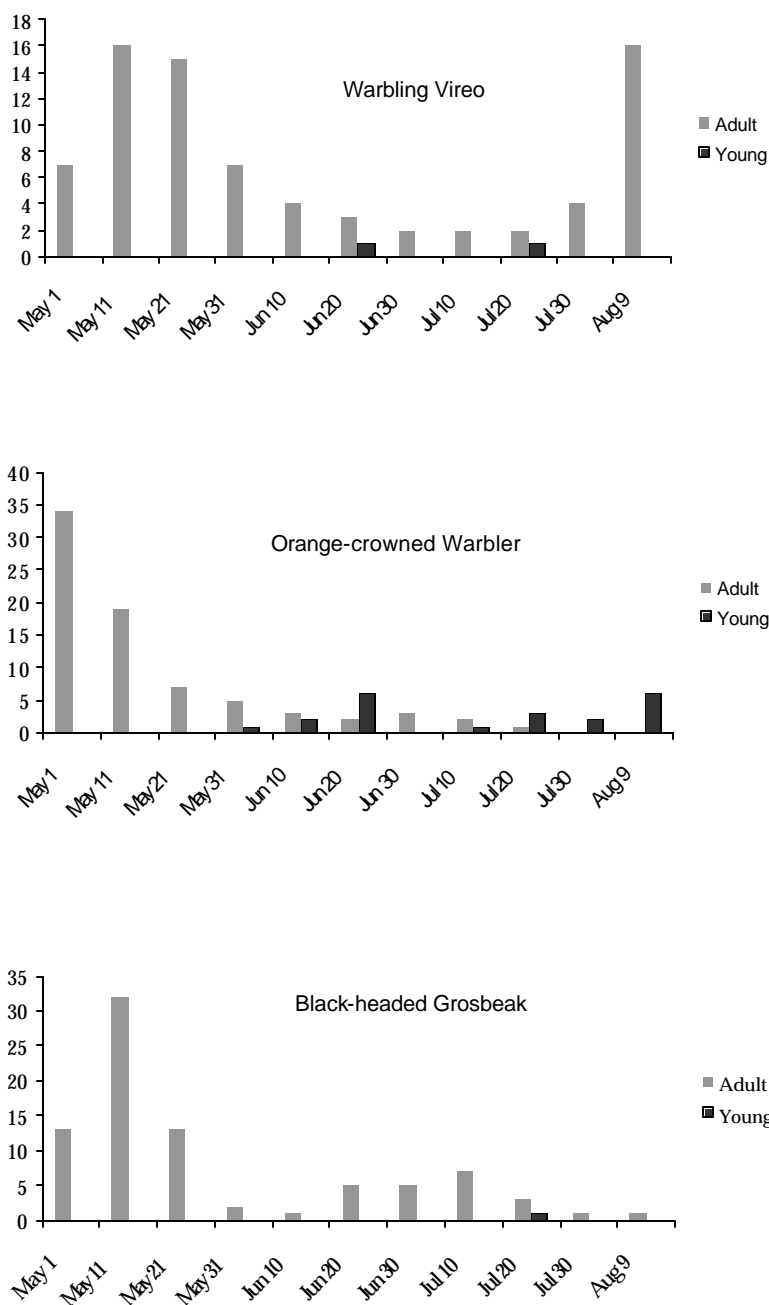 18
16
14
12
10
8
6
4
2
0
Warbling Vireo
Adult
Young
May 1
May 11
May 21
May 31
Jun 10
Jun 20
Jun 30
Jul 10
Jul 20
Jul 30
Aug 9
40
35
30
25
20
15
10
5
0
Orange-crowned Warbler
Adult
Young
May 1
May 11
May 21
May 31
Jun 10
Jun 20
Jun 30
Jul 10
Jul 20
Jul 30
Aug 9
35
30
25
20
15
10
5
0
Black-headed Grosbeak
Adult
Young
May 1
May 11
May 21
May 31
Jun 10
Jun 20
Jun 30
Jul 10
Jul 20
Jul 30
Aug 9